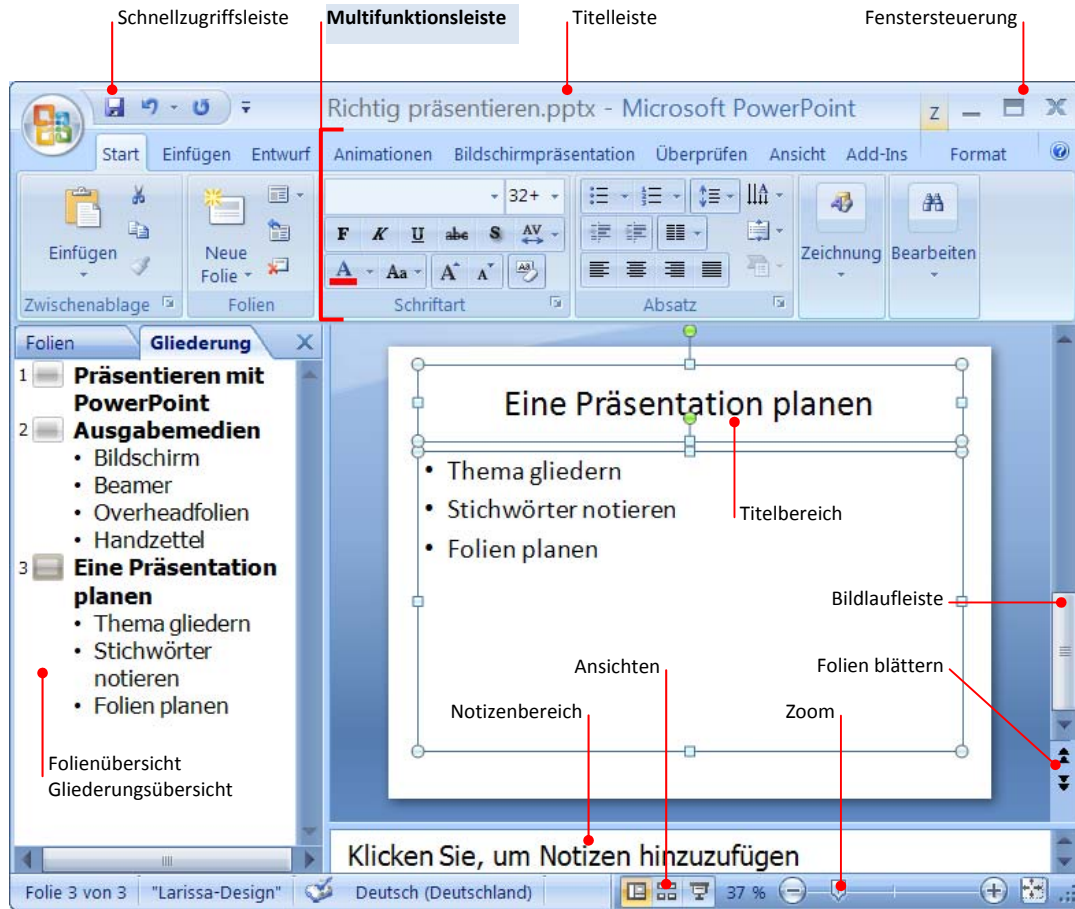 Schnellzugriffsleiste Multifunktionsleiste Titelleiste Fenstersteuerung
Richtig präsentieren.pptx - Microsoft PowerPoint
Z
Start Einfügen Entwurf Animationen Bildschirmpräsentation Überprüfen Ansicht Add-Ins Format
32+
F K U abe S AV
Einfügen
Neue
Folie
A Aa A A Aa
Zeichnung Bearbeiten
Zwischenablage Folien Schriftart Absatz
Folien Gliederung X
1 Präsentieren mit
PowerPoint
2 Ausgabemedien
• Bildschirm
• Beamer
• Overheadfolien
• Handzettel
3 Eine Präsentation
planen
• Thema gliedern
• Stichwörter
notieren
• Folien planen
Folienübersicht
Gliederungsübersicht
Eine Präsentation planen
• Thema gliedern
• Stichwörter notieren
• Folien planen
Titelbereich
Bildlaufleiste
Ansichten
Folien blättern
Notizenbereich
Zoom
Klicken Sie, um Notizen hinzuzufügen
Folie 3 von 3 "Larissa-Design" Deutsch (Deutschland) 37 %